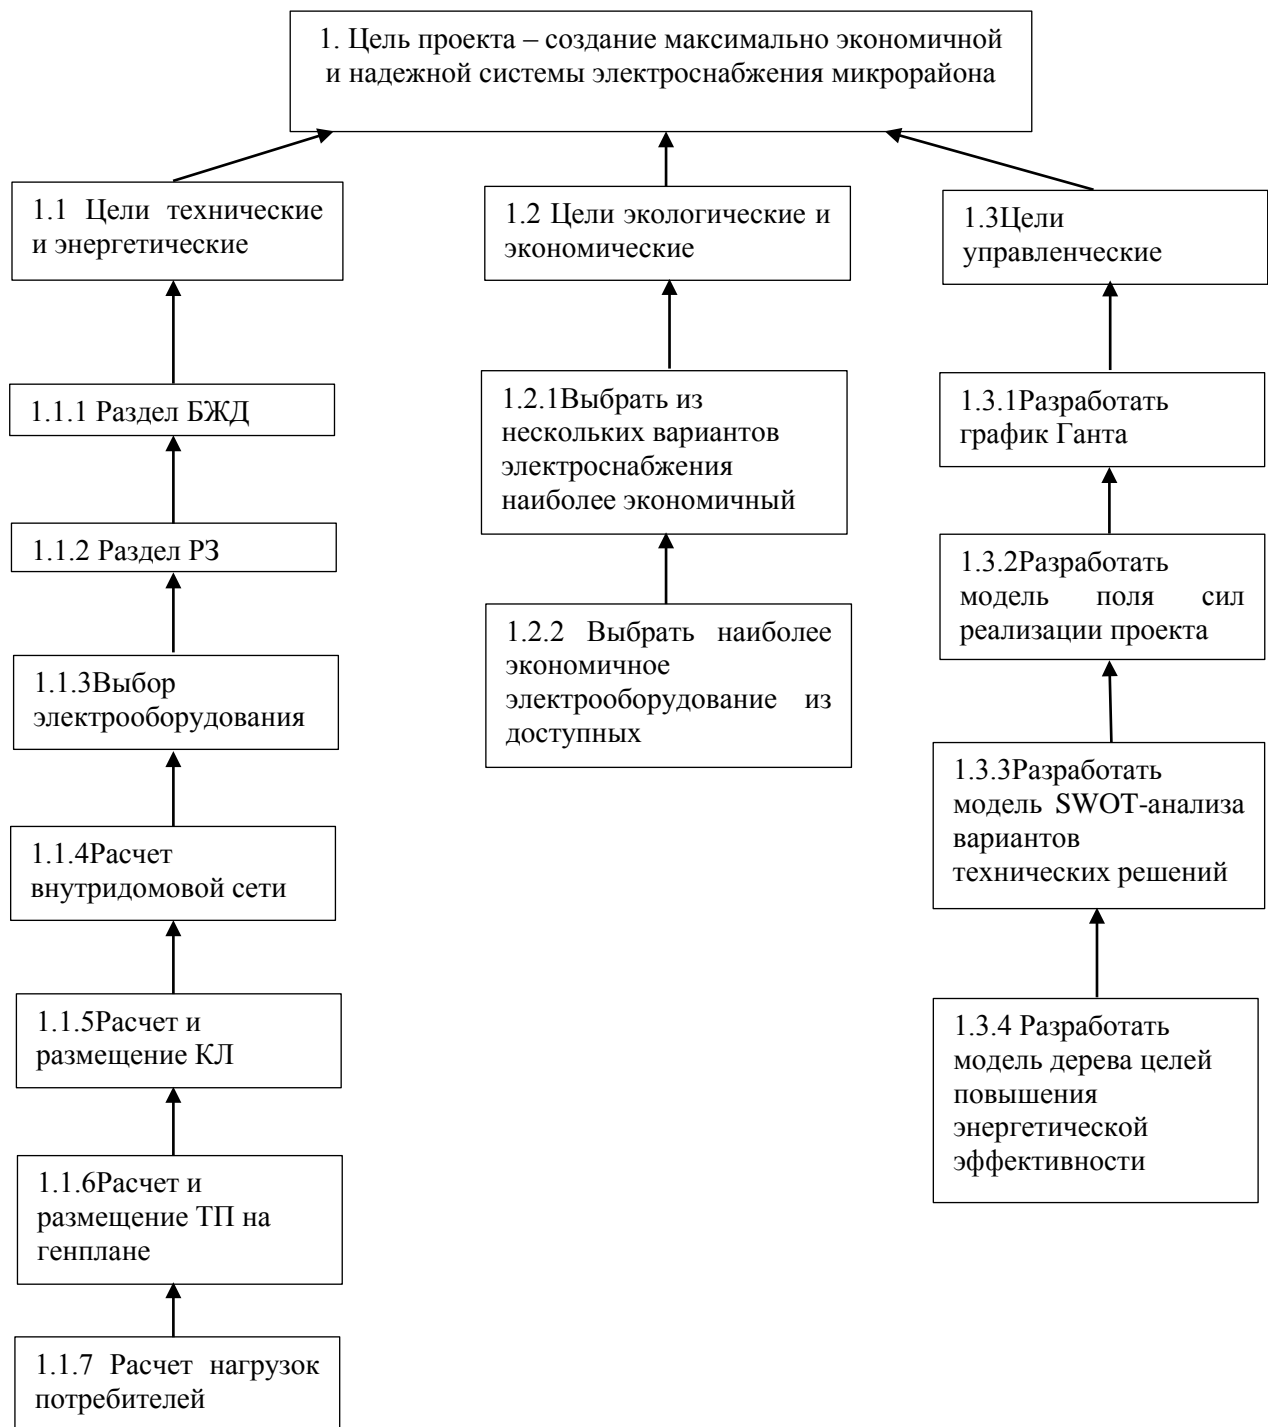 1. Цель проекта – создание максимально экономичной
и надежной системы электроснабжения микрорайона
1.1 Цели технические
и энергетические
1.2 Цели экологические и
экономические
1.3Цели
управленческие
1.1.1 Раздел БЖД
1.1.2 Раздел РЗ
1.1.3Выбор
электрооборудования
1.1.4Расчет
внутридомовой сети
1.1.5Расчет и
размещение КЛ
1.1.6Расчет и
размещение ТП на
генплане
1.1.7 Расчет нагрузок
потребителей
1.2.1Выбрать из
нескольких вариантов
электроснабжения
наиболее экономичный
1.2.2 Выбрать наиболее
экономичное
электрооборудование из
доступных
1.3.1Разработать
график Ганта
1.3.2Разработать
модель поля сил
реализации проекта
1.3.3Разработать
модель SWOT-анализа
вариантов
технических решений
1.3.4 Разработать
модель дерева целей
повышения
энергетической
эффективности